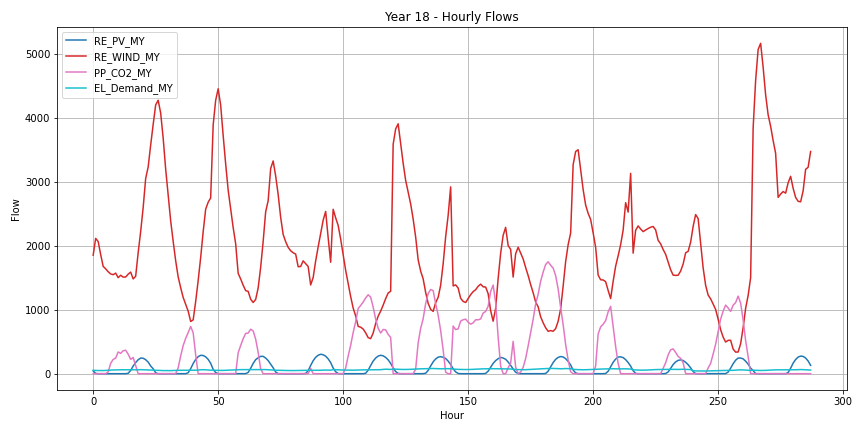 Year 18 - Hourly Flows
RE_PV_MY
RE_WIND_MY
PP_CO2_MY
EL_Demand_MY
5000
4000
3000
2000
1000
0
Flow
0 50 100 150 200 250 300
Hour